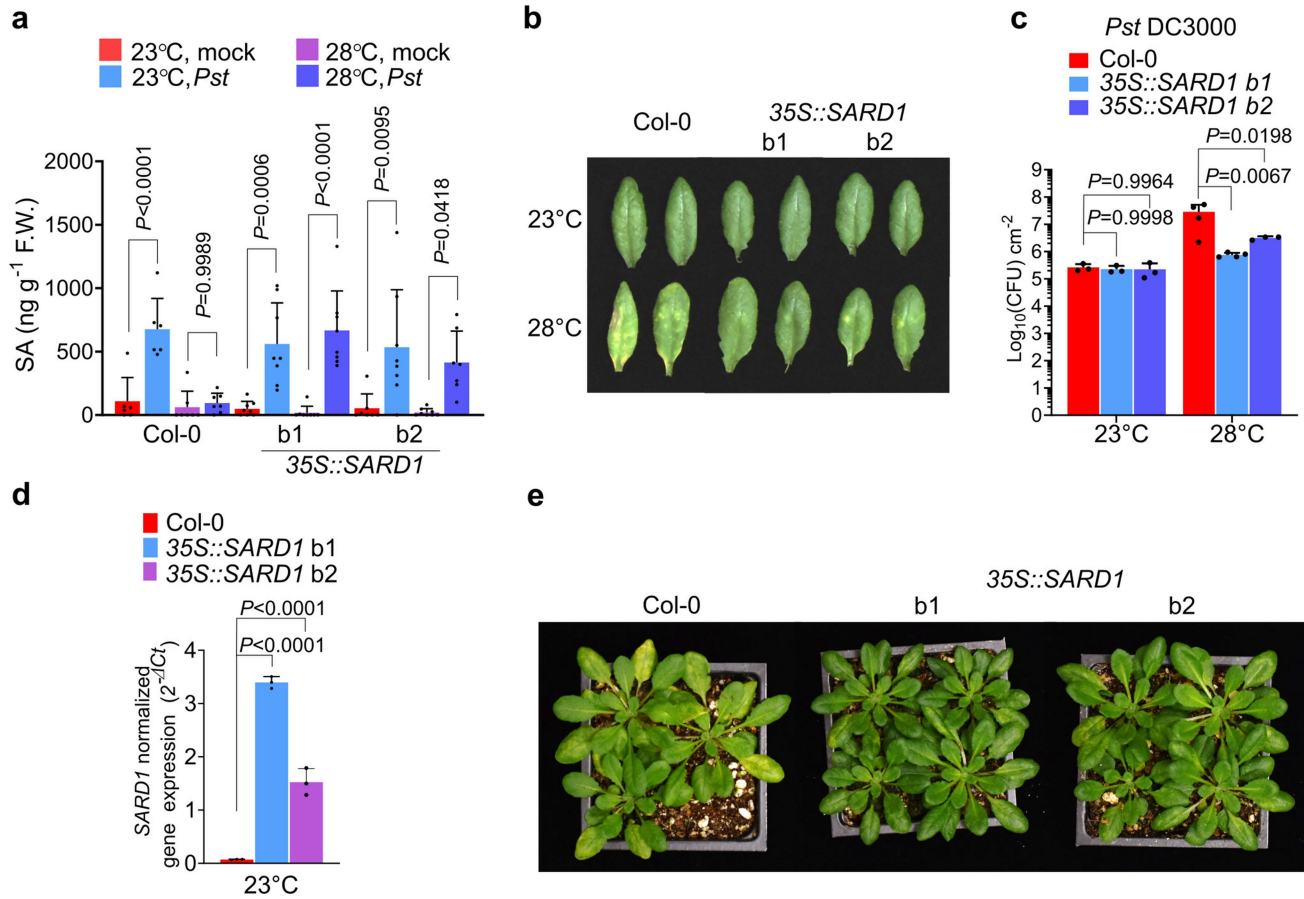 a
23°C, mock
28°C, mock
23°C, Pst
28°C, Pst
SA (ng g⁻¹ F.W.)
2000
1500
1000
500
0
P<0.0001
P=0.9989
P=0.0006
P<0.0001
P=0.0095
P=0.0418
Col-0
b1
b2
35S::SARD1
b
Col-0
35S::SARD1
b1
b2
23°C
28°C
c
Pst DC3000
Col-0
35S::SARD1 b1
35S::SARD1 b2
P=0.0198
P=0.9964
P=0.0067
P=0.9998
Log₁₀(CFU) cm⁻²
9
8
7
6
5
4
3
2
1
0
23°C
28°C
d
Col-0
35S::SARD1 b1
35S::SARD1 b2
P<0.0001
P<0.0001
SARD1 normalized
gene expression (2^-ΔCt)
4
3
2
1
0
23°C
e
35S::SARD1
Col-0
b1
b2